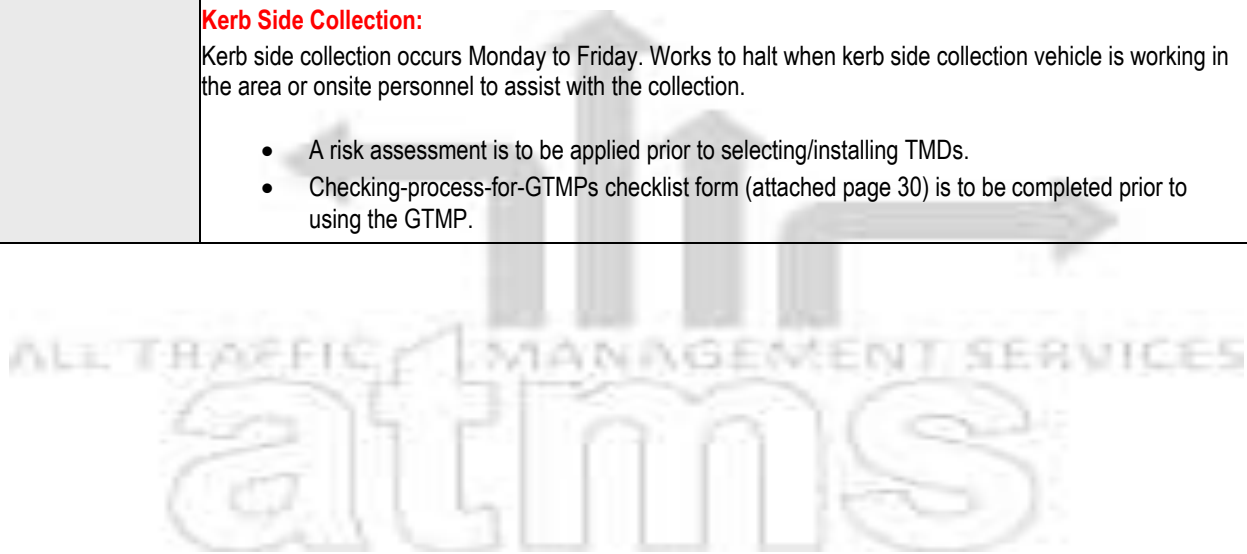 Kerb Side Collection:
Kerb side collection occurs Monday to Friday. Works to halt when kerb side collection vehicle is working in
the area or onsite personnel to assist with the collection.
• A risk assessment is to be applied prior to selecting/installing TMDs.
• Checking-process-for-GTMPs checklist form (attached page 30) is to be completed prior to
using the GTMP.
ALL TRAFFIC MANAGEMENT SERVICES
atms